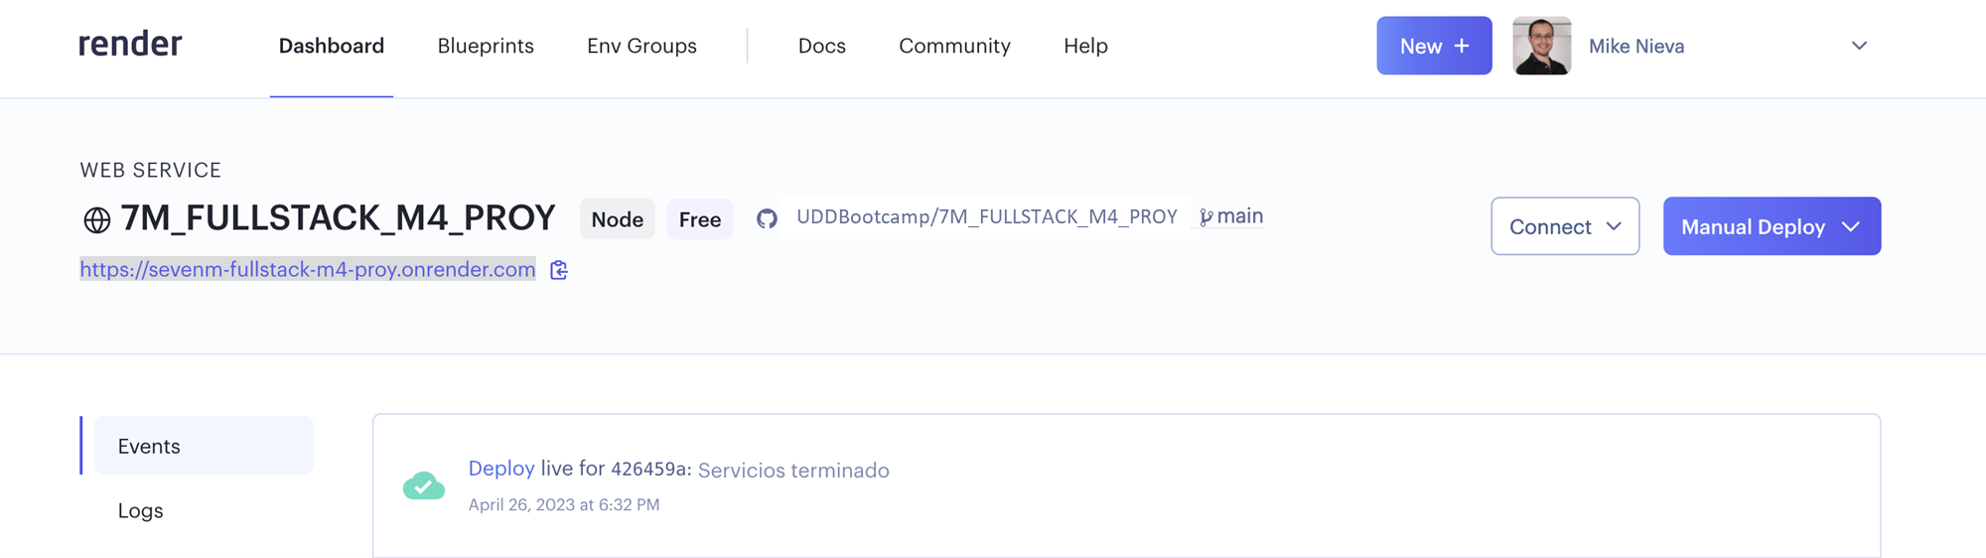 render
Dashboard
Blueprints
Env Groups
Docs
Community
Help
New +
Mike Nieva
WEB SERVICE
7M_FULLSTACK_M4_PROY
Node
Free
UDDBootcamp/7M_FULLSTACK_M4_PROY
main
https://sevenm-fullstack-m4-proy.onrender.com
Connect
Manual Deploy
Events
Logs
Deploy live for 426459a: Servicios terminado
April 26, 2023 at 6:32 PM